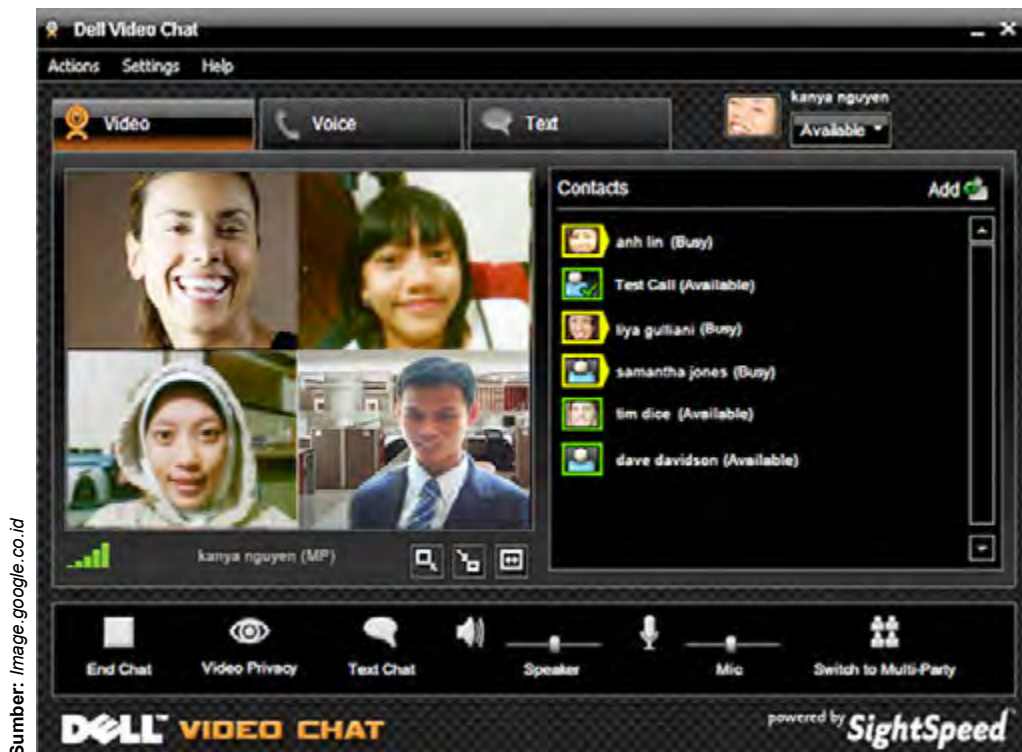 Dell Video Chat
Actions Settings Help
Video Voice Text
kanya nguyen
Available
Contacts Add
anh lin (Busy)
Test Call (Available)
liya gulliani (Busy)
samantha jones (Busy)
tim dice (Available)
dave davidson (Available)
kanya nguyen (MP)
End Chat Video Privacy Text Chat Speaker Mic Switch to Multi-Party
DELL™ VIDEO CHAT
powered by SightSpeed
Sumber: Image.google.co.id